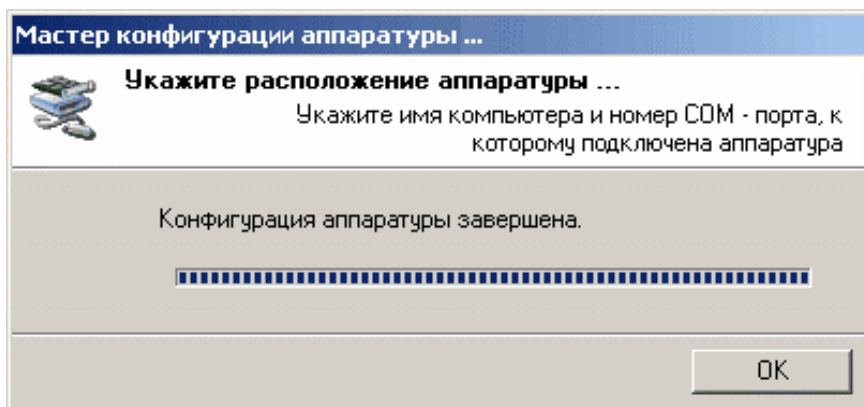 Мастер конфигурации аппаратуры ...
Укажите расположение аппаратуры ...
Укажите имя компьютера и номер COM - порта, к
которому подключена аппаратура
Конфигурация аппаратуры завершена.
OK